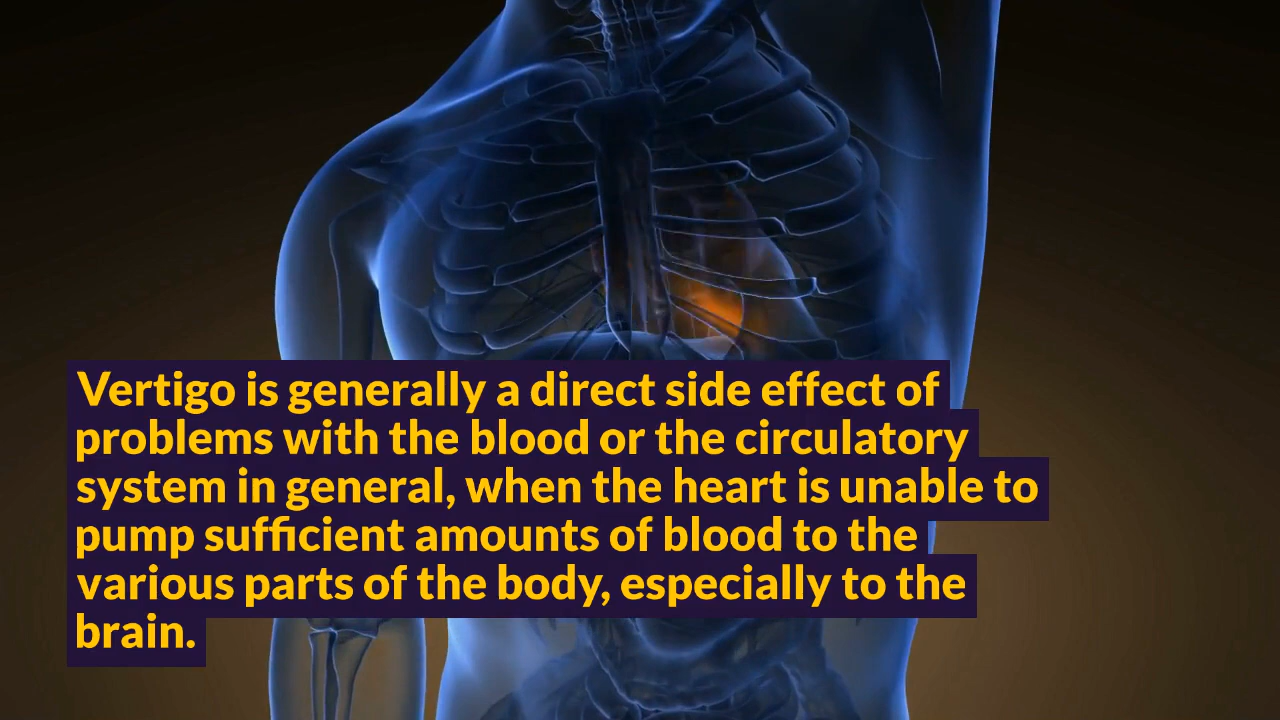 Vertigo is generally a direct side effect of
problems with the blood or the circulatory
system in general, when the heart is unable to
pump sufficient amounts of blood to the
various parts of the body, especially to the
brain.